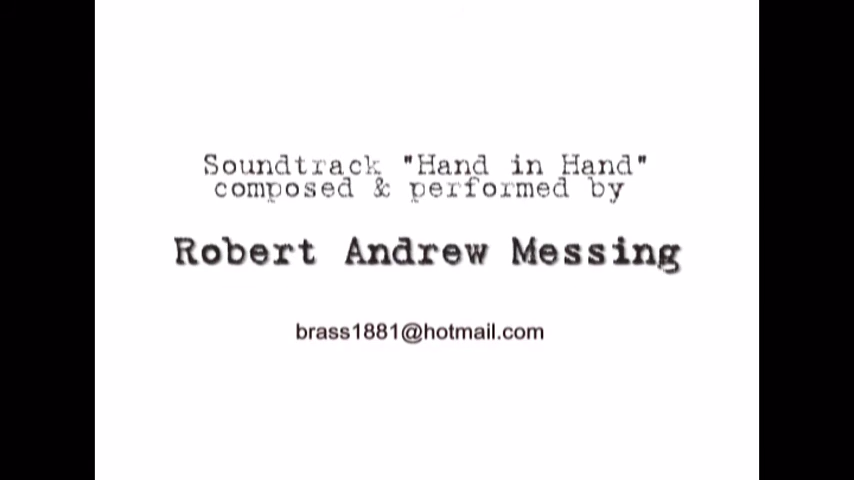 Soundtrack "Hand in Hand"
composed & performed by
Robert Andrew Messing
brass1881@hotmail.com